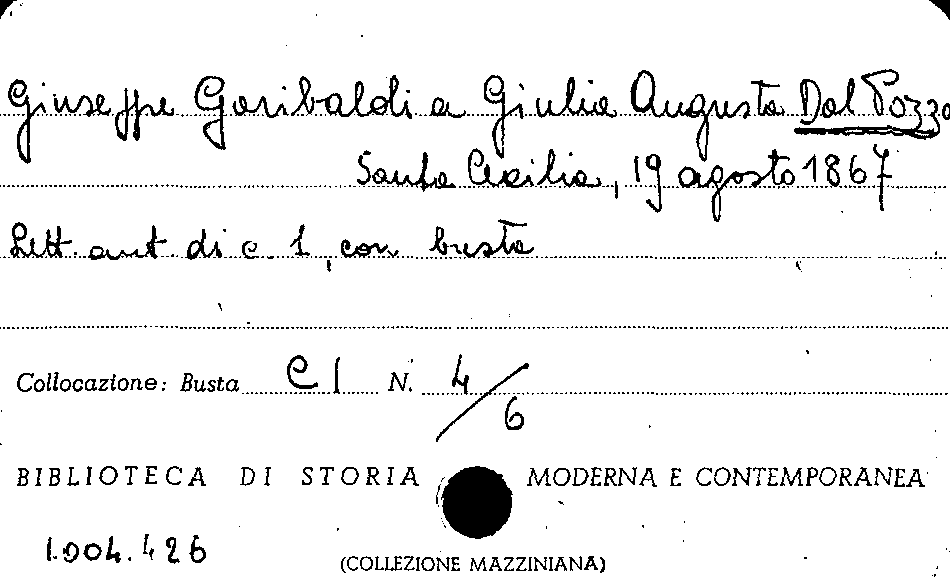 Giuseppe Garibaldi a Giulia Augusta Dal Pozzo
Santa Cecilia, 19 agosto 1867
Lett. aut. di c. 1, con busta
Collocazione: Busta C I N. 4/6
BIBLIOTECA DI STORIA MODERNA E CONTEMPORANEA
1.004.426
(COLLEZIONE MAZZINIANA)